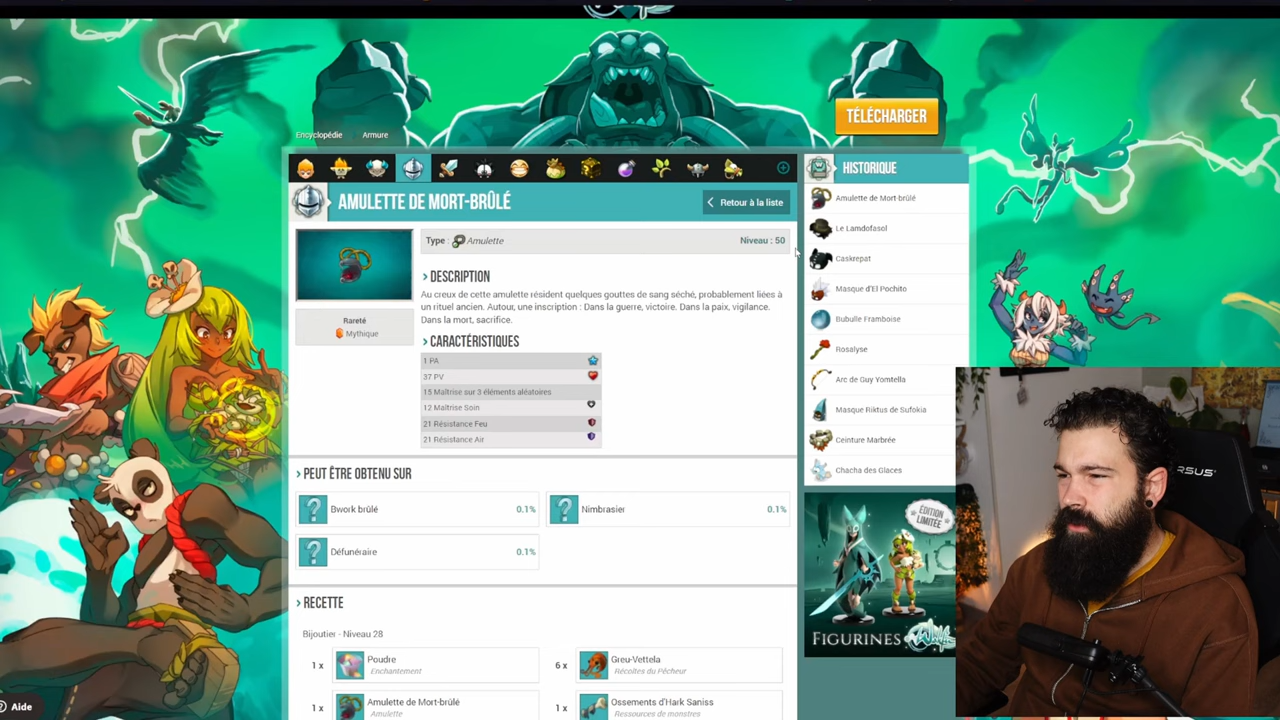 TÉLÉCHARGER
Encyclopédie Armure
AMULETTE DE MORT-BRÛLÉ
Retour à la liste
Type : Amulette
Niveau : 50
Rareté
Mythique
DESCRIPTION
Au creux de cette amulette résident quelques gouttes de sang séché, probablement liées à
un rituel ancien. Autour, une inscription : Dans la guerre, victoire. Dans la paix, vigilance.
Dans la mort, sacrifice.
CARACTÉRISTIQUES
1 PA
37 PV
15 Maîtrise sur 3 éléments aléatoires
12 Maîtrise Soin
21 Résistance Feu
21 Résistance Air
PEUT ÊTRE OBTENU SUR
Bwork brûlé 0.1%
Nimbrasier 0.1%
Défunéraire 0.1%
RECETTE
Bijoutier - Niveau 28
1 x Poudre
Enchantement
6 x Greu-Vettela
Récoltes du Pêcheur
1 x Amulette de Mort-brûlé
Amulette
1 x Ossements d'Hark Saniss
Ressources de monstres
HISTORIQUE
Amulette de Mort-brûlé
Le Lamdofasol
Caskrepat
Masque d'El Pochito
Bubulle Framboise
Rosalyse
Arc de Guy Yomtella
Masque Riktus de Sufokia
Ceinture Marbrée
Chacha des Glaces
ÉDITION
LIMITÉE
FIGURINES
Aide